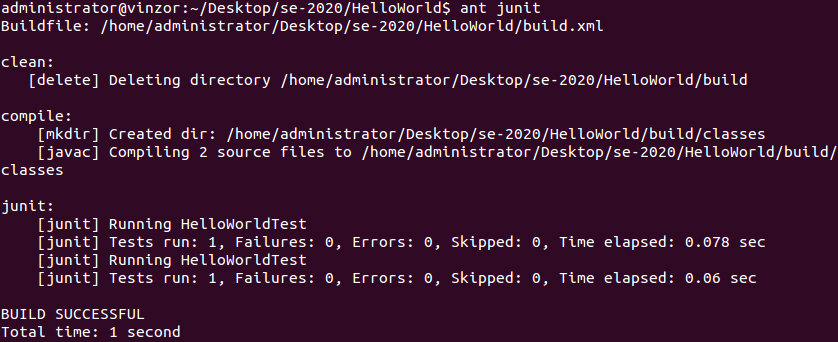 administrator@vinzor:~/Desktop/se-2020/HelloWorld$ ant junit
Buildfile: /home/administrator/Desktop/se-2020/HelloWorld/build.xml

clean:
   [delete] Deleting directory /home/administrator/Desktop/se-2020/HelloWorld/build

compile:
    [mkdir] Created dir: /home/administrator/Desktop/se-2020/HelloWorld/build/classes
    [javac] Compiling 2 source files to /home/administrator/Desktop/se-2020/HelloWorld/build/
classes

junit:
    [junit] Running HelloWorldTest
    [junit] Tests run: 1, Failures: 0, Errors: 0, Skipped: 0, Time elapsed: 0.078 sec
    [junit] Running HelloWorldTest
    [junit] Tests run: 1, Failures: 0, Errors: 0, Skipped: 0, Time elapsed: 0.06 sec

BUILD SUCCESSFUL
Total time: 1 second